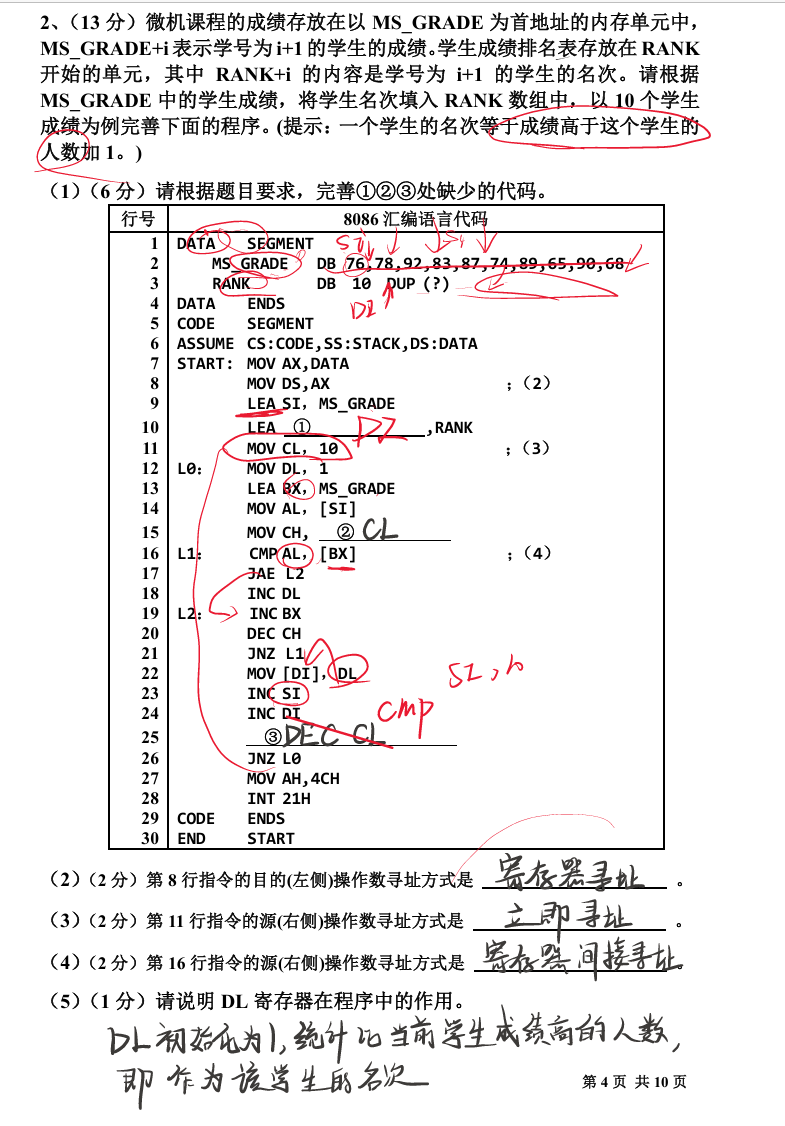 2、（13 分）微机课程的成绩存放在以 MS_GRADE 为首地址的内存单元中，
MS_GRADE+i 表示学号为 i+1 的学生的成绩。学生成绩排名表存放在 RANK
开始的单元，其中 RANK+i 的内容是学号为 i+1 的学生的名次。请根据
MS_GRADE 中的学生成绩，将学生名次填入 RANK 数组中，以 10 个学生
成绩为例完善下面的程序。(提示：一个学生的名次等于成绩高于这个学生的
人数加 1。)
（1）（6 分）请根据题目要求，完善①②③处缺少的代码。
行号 8086 汇编语言代码
1 DATA SEGMENT SI SI
2 MS_GRADE DB 76,78,92,83,87,74,89,65,90,68
3 RANK DB 10 DUP (?)
DI
4 DATA ENDS
5 CODE SEGMENT
6 ASSUME CS:CODE,SS:STACK,DS:DATA
7 START: MOV AX,DATA
8 MOV DS,AX ;（2）
9 LEA SI, MS_GRADE
10 LEA ① DI ,RANK
11 MOV CL, 10 ;（3）
12 L0: MOV DL, 1
13 LEA BX, MS_GRADE
14 MOV AL, [SI]
15 MOV CH, ② CL
16 L1: CMP AL, [BX] ;（4）
17 JAE L2
18 INC DL
19 L2: INC BX
20 DEC CH
21 JNZ L1
22 MOV [DI], DL
23 INC SI SI, 10
24 INC DI cmp
25 ③ DEC CL
26 JNZ L0
27 MOV AH,4CH
28 INT 21H
29 CODE ENDS
30 END START
（2）（2 分）第 8 行指令的目的(左侧)操作数寻址方式是 寄存器寻址 。
（3）（2 分）第 11 行指令的源(右侧)操作数寻址方式是 立即寻址 。
（4）（2 分）第 16 行指令的源(右侧)操作数寻址方式是 寄存器间接寻址。
（5）（1 分）请说明 DL 寄存器在程序中的作用。
DL初始化为1,统计比当前学生成绩高的人数,
即作为该学生的名次
第 4 页 共 10 页